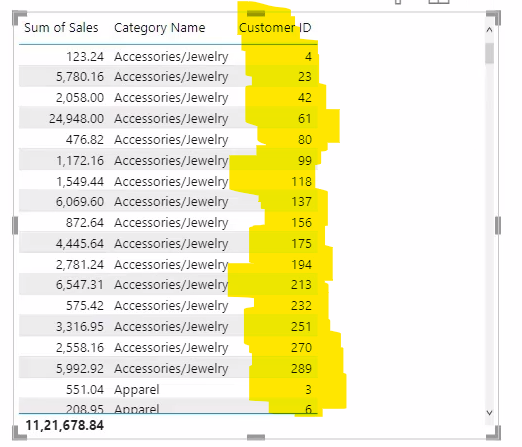 Sum of Sales Category Name Customer ID
123.24 Accessories/Jewelry 4
5,780.16 Accessories/Jewelry 23
2,058.00 Accessories/Jewelry 42
24,948.00 Accessories/Jewelry 61
476.82 Accessories/Jewelry 80
1,172.16 Accessories/Jewelry 99
1,549.44 Accessories/Jewelry 118
6,069.60 Accessories/Jewelry 137
872.64 Accessories/Jewelry 156
4,445.64 Accessories/Jewelry 175
2,781.24 Accessories/Jewelry 194
6,547.31 Accessories/Jewelry 213
575.42 Accessories/Jewelry 232
3,316.95 Accessories/Jewelry 251
2,558.16 Accessories/Jewelry 270
5,992.92 Accessories/Jewelry 289
551.04 Apparel 3
208.95 Apparel 6
11,21,678.84